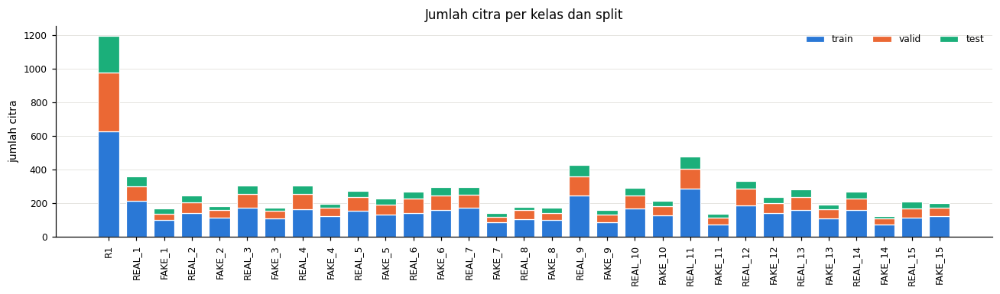 Jumlah citra per kelas dan split
train valid test
jumlah citra
1200
1000
800
600
400
200
0
R1 REAL_1 FAKE_1 REAL_2 FAKE_2 REAL_3 FAKE_3 REAL_4 FAKE_4 REAL_5 FAKE_5 REAL_6 FAKE_6 REAL_7 FAKE_7 REAL_8 FAKE_8 REAL_9 FAKE_9 REAL_10 FAKE_10 REAL_11 FAKE_11 REAL_12 FAKE_12 REAL_13 FAKE_13 REAL_14 FAKE_14 REAL_15 FAKE_15